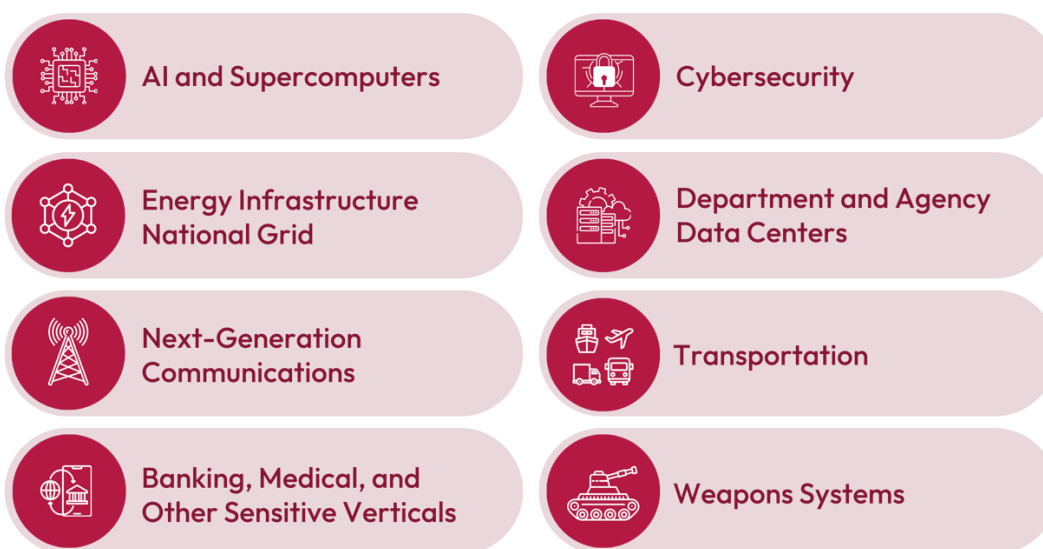 AI and Supercomputers
Cybersecurity
Energy Infrastructure
National Grid
Department and Agency
Data Centers
Next-Generation
Communications
Transportation
Banking, Medical, and
Other Sensitive Verticals
Weapons Systems